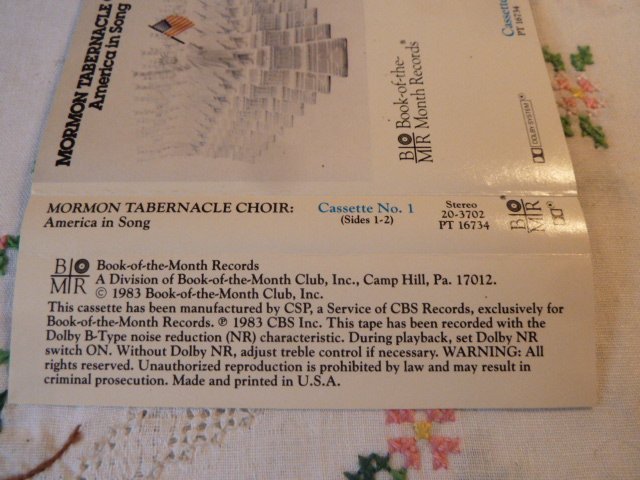 MORMON TABERNACLE
America in Song
B|O
M|R
Book-of-the-
Month Records®
Cassette
PT 16734
DOLBY SYSTEM
MORMON TABERNACLE CHOIR:
America in Song
Cassette No. 1
(Sides 1-2)
Stereo
20-3702
PT 16734
B|O
M|R
B|O
M|R
Book-of-the-Month Records
A Division of Book-of-the-Month Club, Inc., Camp Hill, Pa. 17012.
© 1983 Book-of-the-Month Club, Inc.
This cassette has been manufactured by CSP, a Service of CBS Records, exclusively for
Book-of-the-Month Records. ℗ 1983 CBS Inc. This tape has been recorded with the
Dolby B-Type noise reduction (NR) characteristic. During playback, set Dolby NR
switch ON. Without Dolby NR, adjust treble control if necessary. WARNING: All
rights reserved. Unauthorized reproduction is prohibited by law and may result in
criminal prosecution. Made and printed in U.S.A.